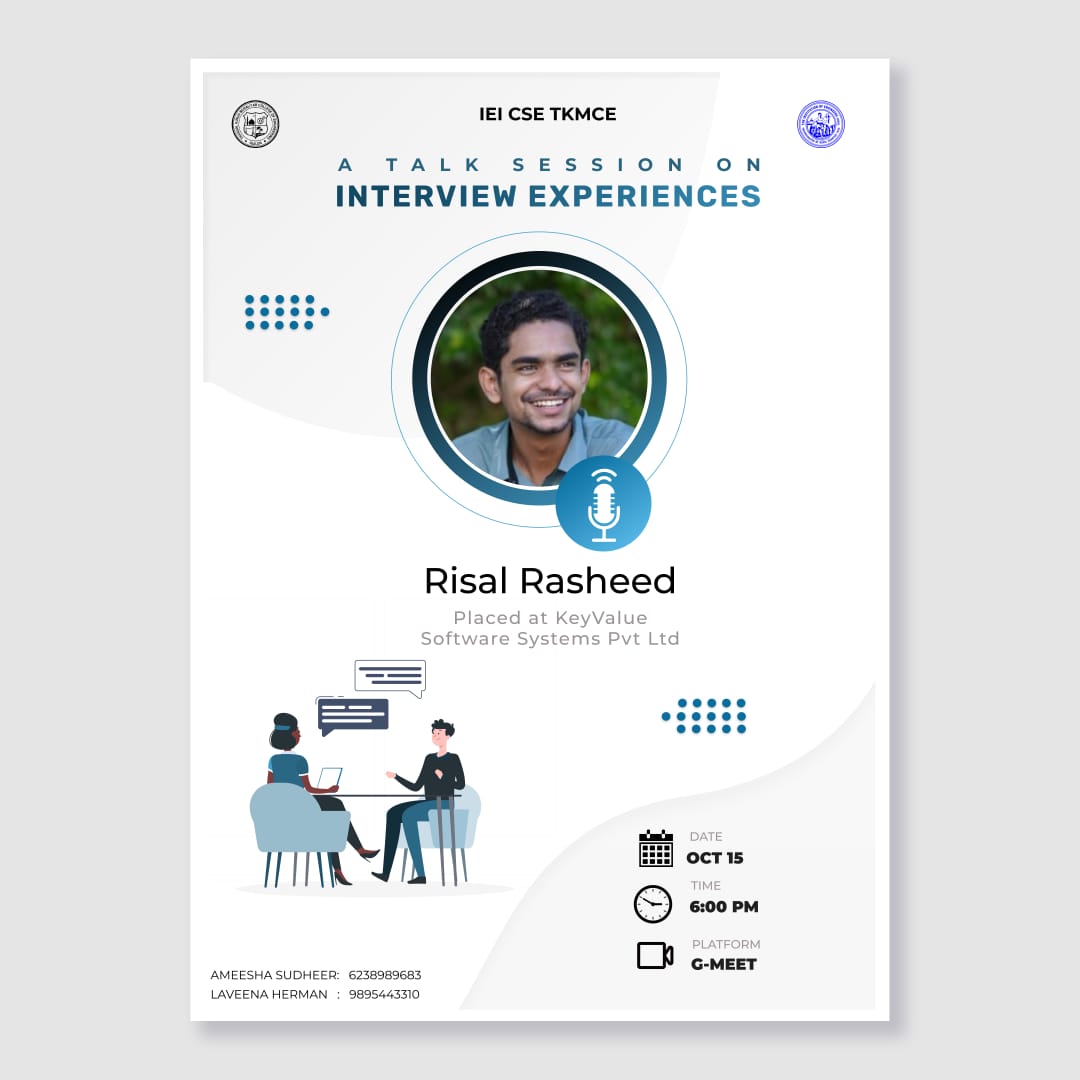 IEI CSE TKMCE
A TALK SESSION ON
INTERVIEW EXPERIENCES
Risal Rasheed
Placed at KeyValue
Software Systems Pvt Ltd
DATE
OCT 15
TIME
6:00 PM
PLATFORM
G-MEET
AMEESHA SUDHEER: 6238989683
LAVEENA HERMAN : 9895443310